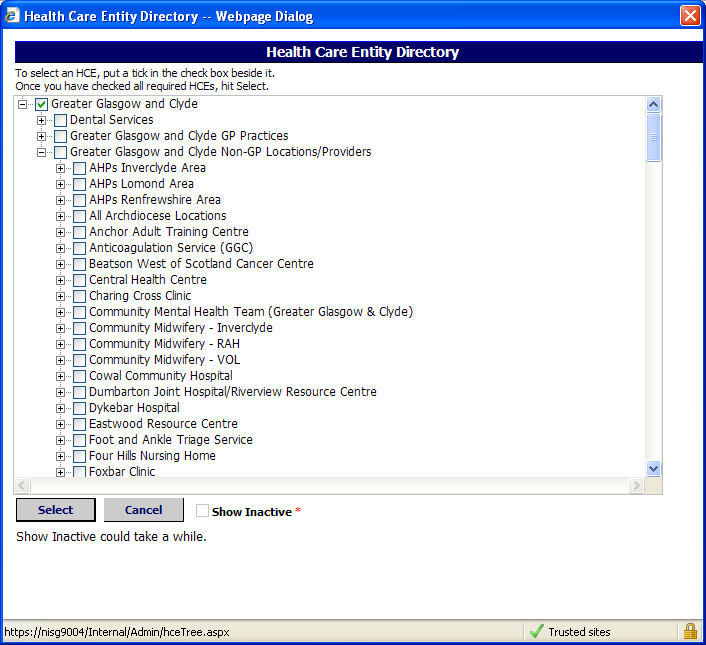 Health Care Entity Directory -- Webpage Dialog
Health Care Entity Directory
To select an HCE, put a tick in the check box beside it.
Once you have checked all required HCEs, hit Select.
Greater Glasgow and Clyde
Dental Services
Greater Glasgow and Clyde GP Practices
Greater Glasgow and Clyde Non-GP Locations/Providers
AHPs Inverclyde Area
AHPs Lomond Area
AHPs Renfrewshire Area
All Archdiocese Locations
Anchor Adult Training Centre
Anticoagulation Service (GGC)
Beatson West of Scotland Cancer Centre
Central Health Centre
Charing Cross Clinic
Community Mental Health Team (Greater Glasgow & Clyde)
Community Midwifery - Inverclyde
Community Midwifery - RAH
Community Midwifery - VOL
Cowal Community Hospital
Dumbarton Joint Hospital/Riverview Resource Centre
Dykebar Hospital
Eastwood Resource Centre
Foot and Ankle Triage Service
Four Hills Nursing Home
Foxbar Clinic
Select Cancel Show Inactive *
Show Inactive could take a while.
https://nisg9004/Internal/Admin/hceTree.aspx Trusted sites